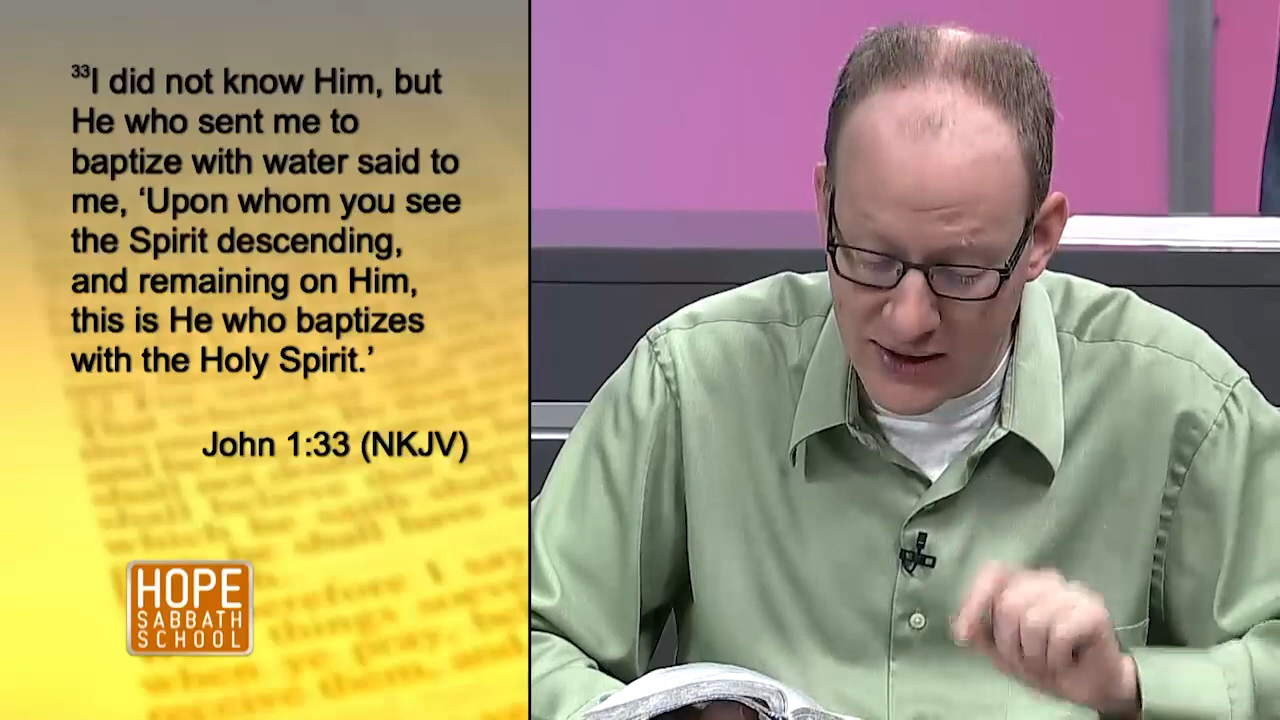 ³³I did not know Him, but
He who sent me to
baptize with water said to
me, ‘Upon whom you see
the Spirit descending,
and remaining on Him,
this is He who baptizes
with the Holy Spirit.’
John 1:33 (NKJV)
HOPE
SABBATH
SCHOOL